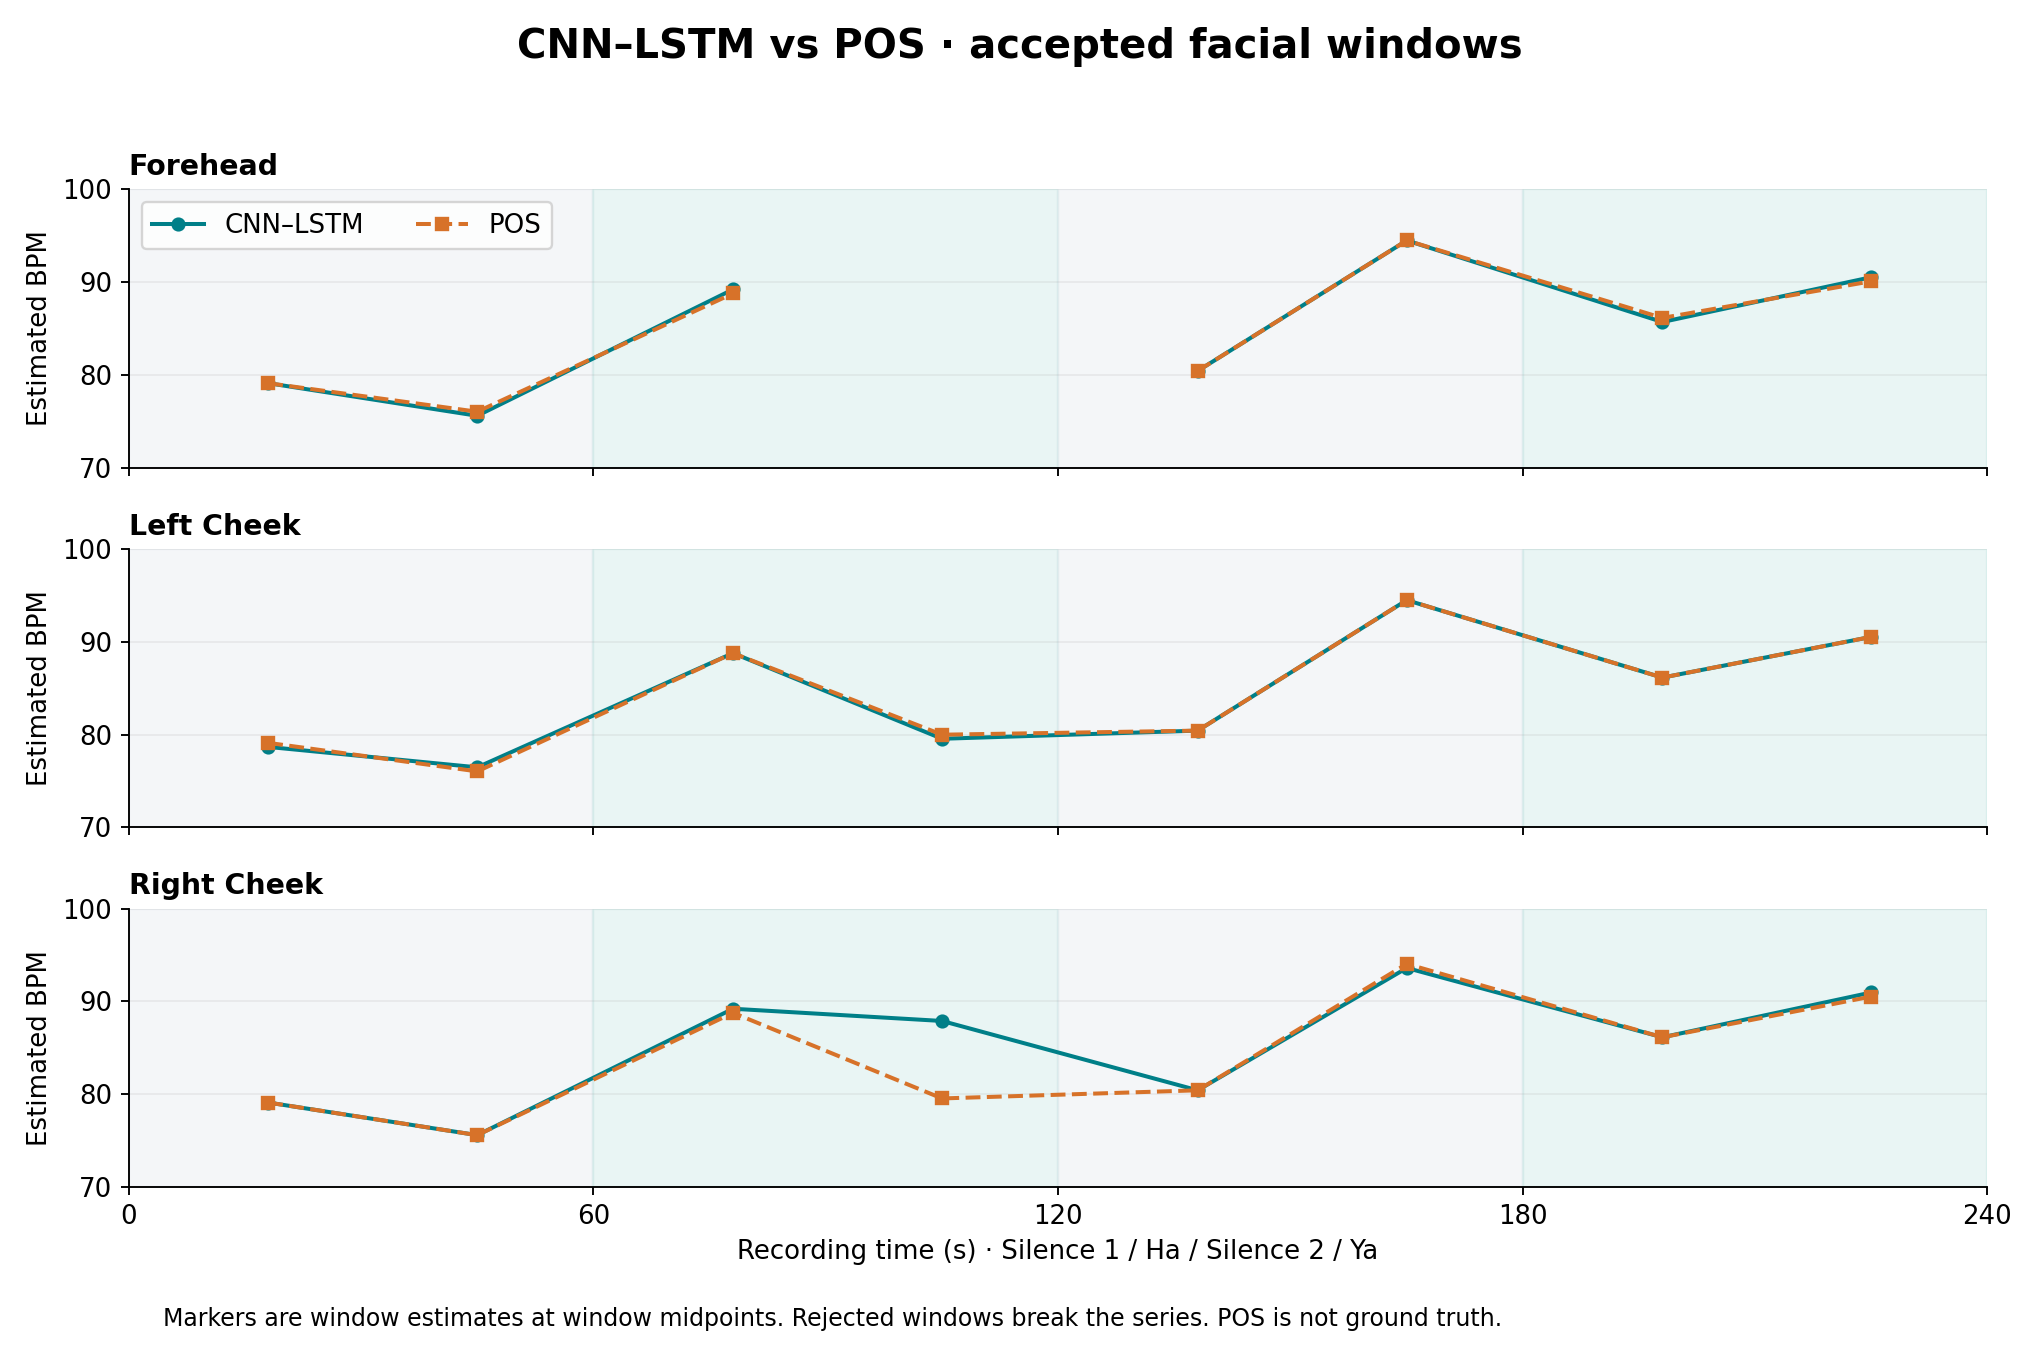 CNN–LSTM vs POS · accepted facial windows
Forehead
100
90
80
70
Estimated BPM
CNN–LSTM
POS
Left Cheek
100
90
80
70
Estimated BPM
Right Cheek
100
90
80
70
Estimated BPM
0 60 120 180 240
Recording time (s) · Silence 1 / Ha / Silence 2 / Ya
Markers are window estimates at window midpoints. Rejected windows break the series. POS is not ground truth.